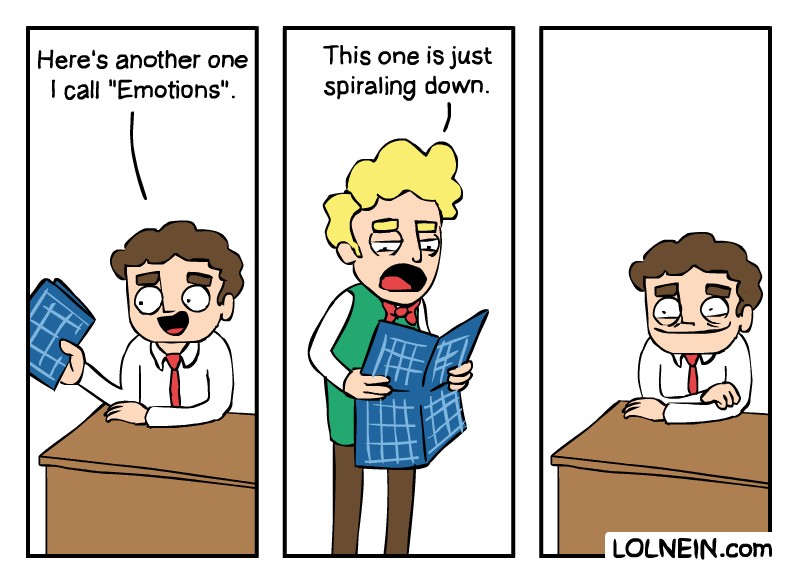 Here's another one
I call "Emotions".
This one is just
spiraling down.
LOLNEIN.com